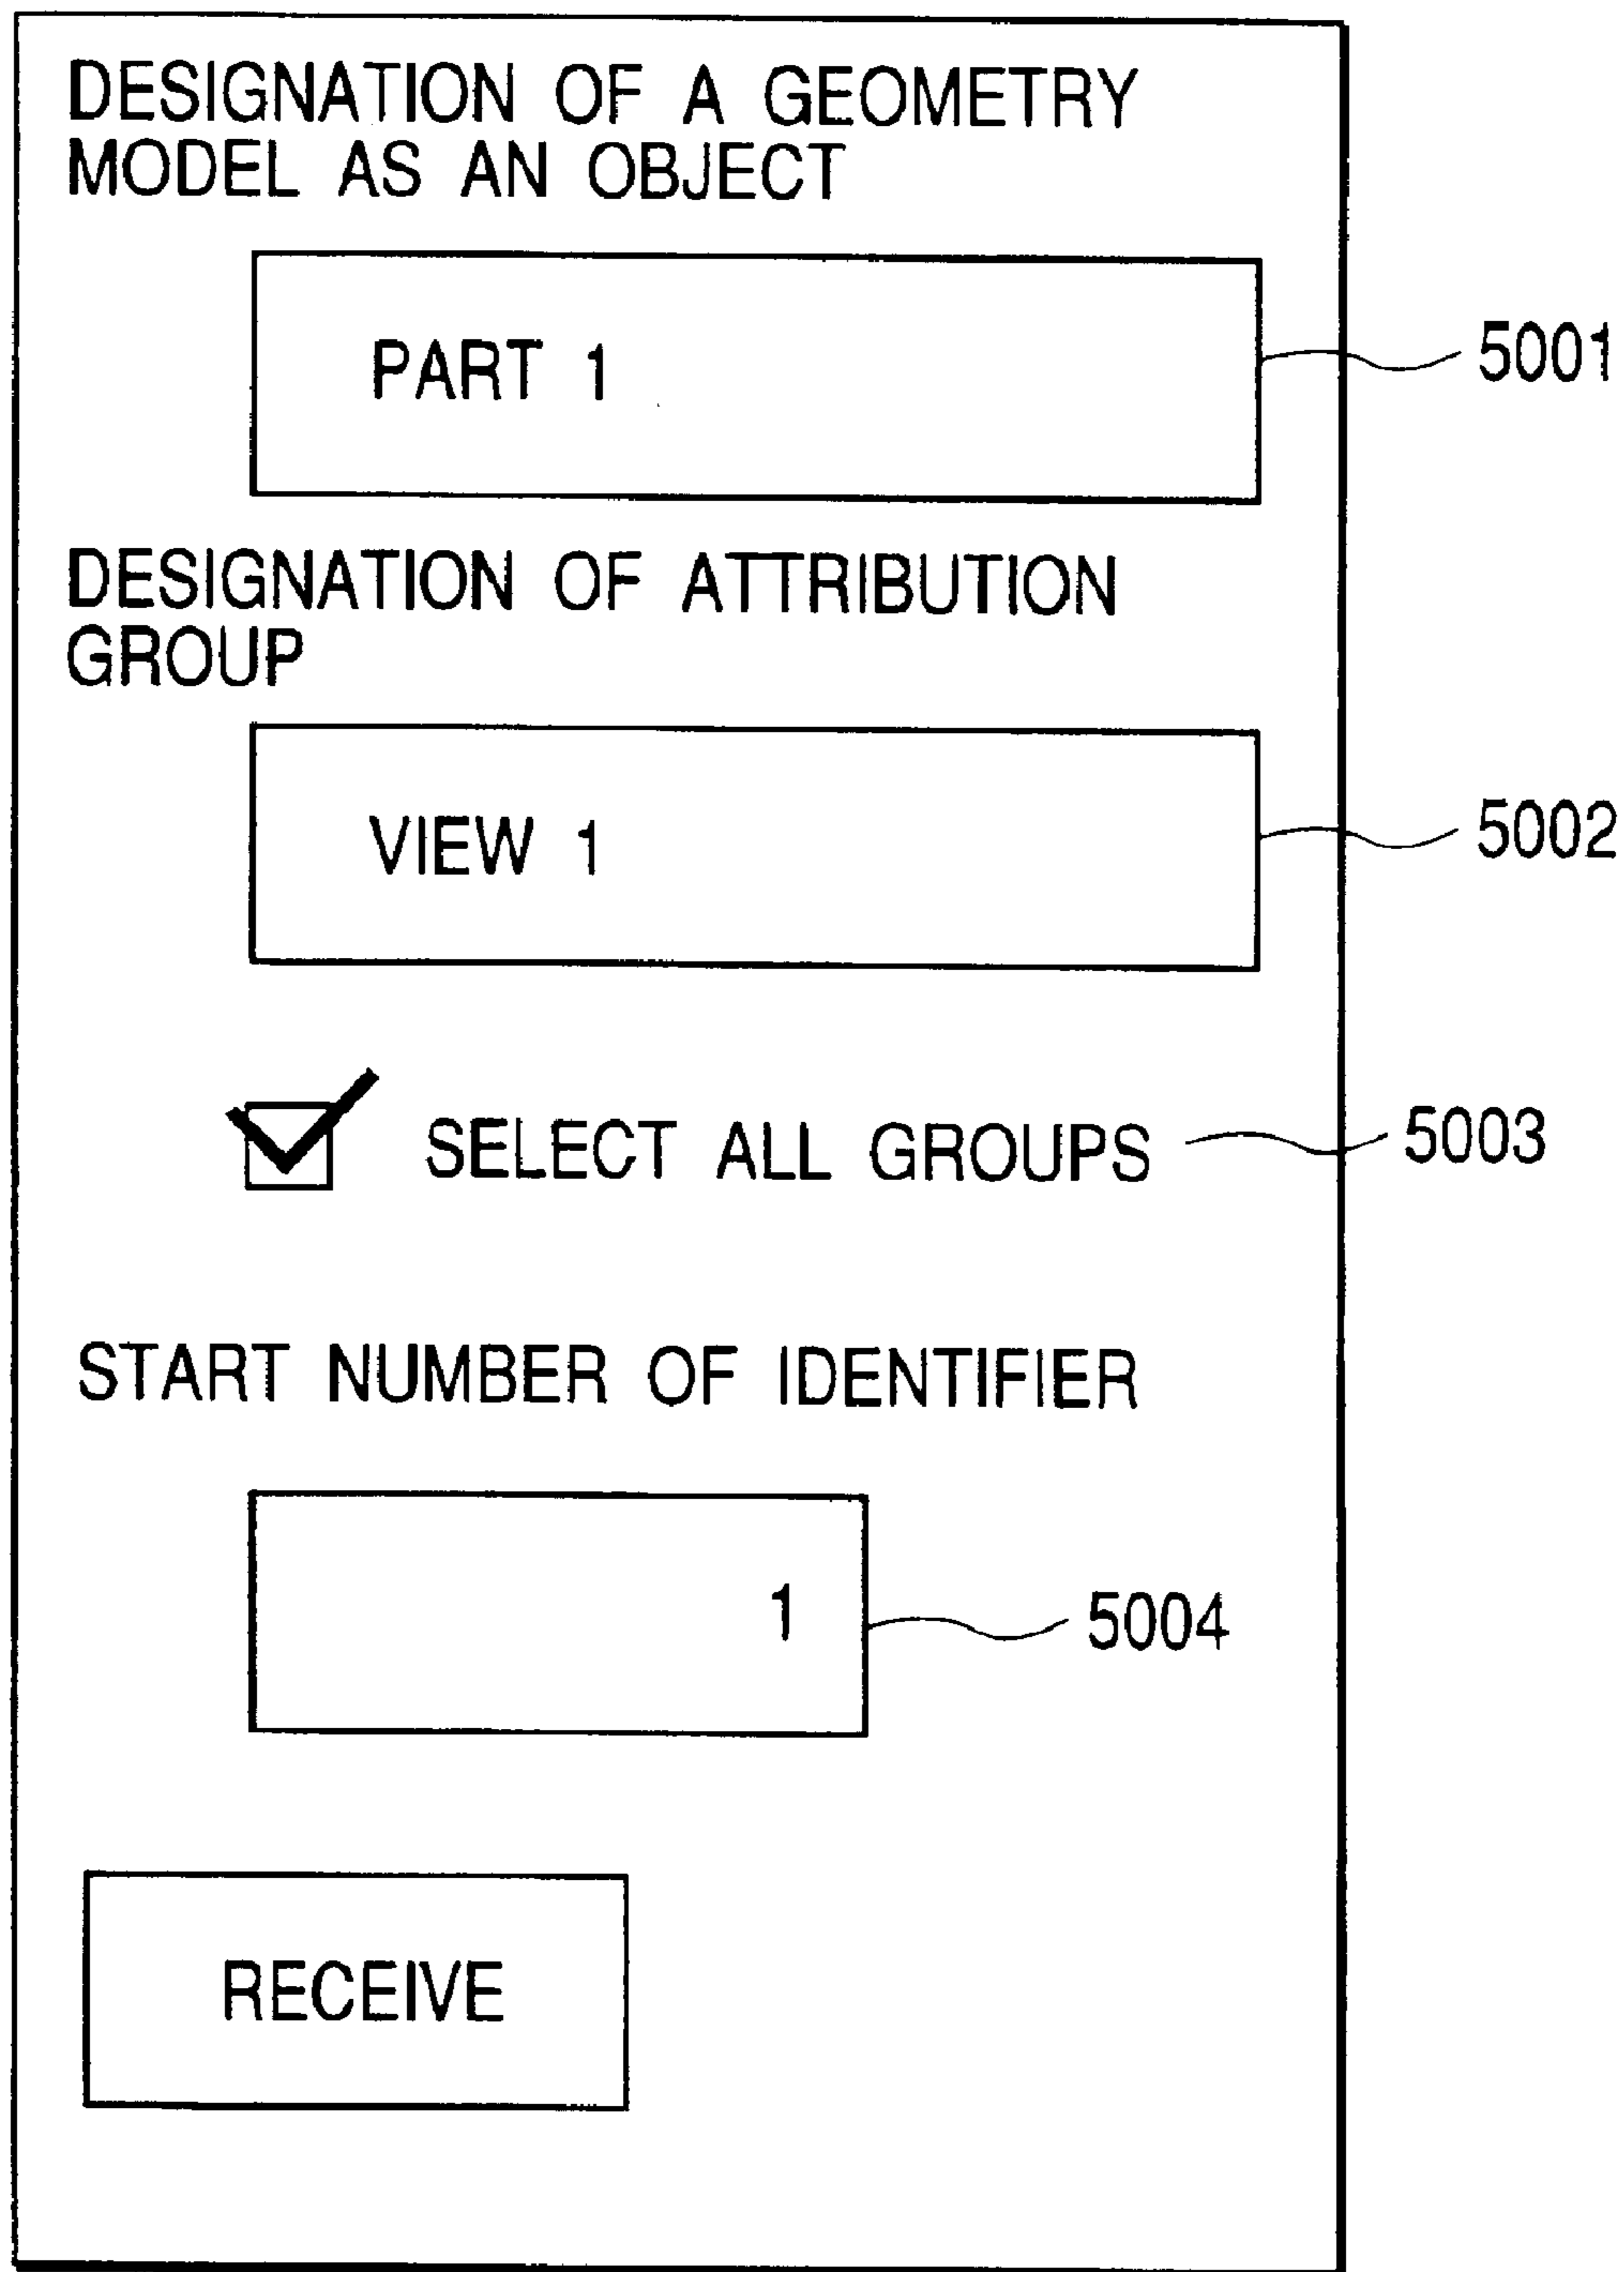 DESIGNATION OF A GEOMETRY
MODEL AS AN OBJECT
PART 1
5001
DESIGNATION OF ATTRIBUTION
GROUP
VIEW 1
5002
SELECT ALL GROUPS
5003
START NUMBER OF IDENTIFIER
1
5004
RECEIVE